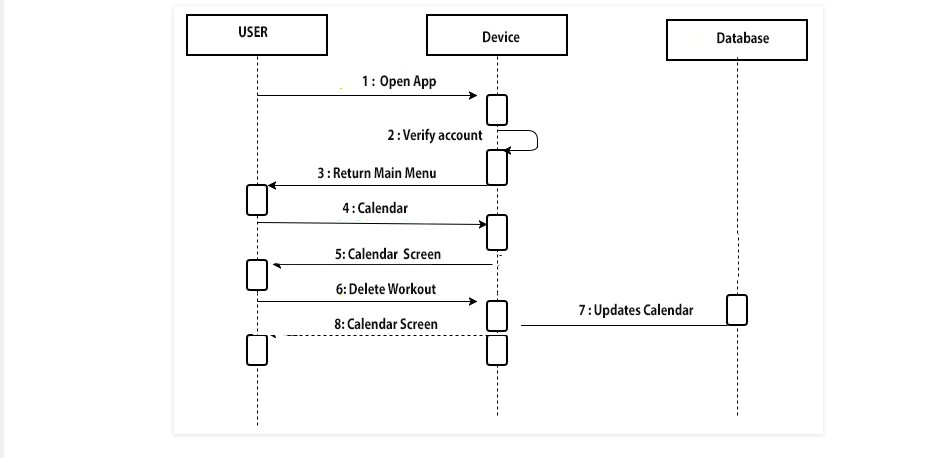 USER
Device
Database
1 : Open App
2 : Verify account
3 : Return Main Menu
4 : Calendar
5: Calendar Screen
6: Delete Workout
7 : Updates Calendar
8: Calendar Screen